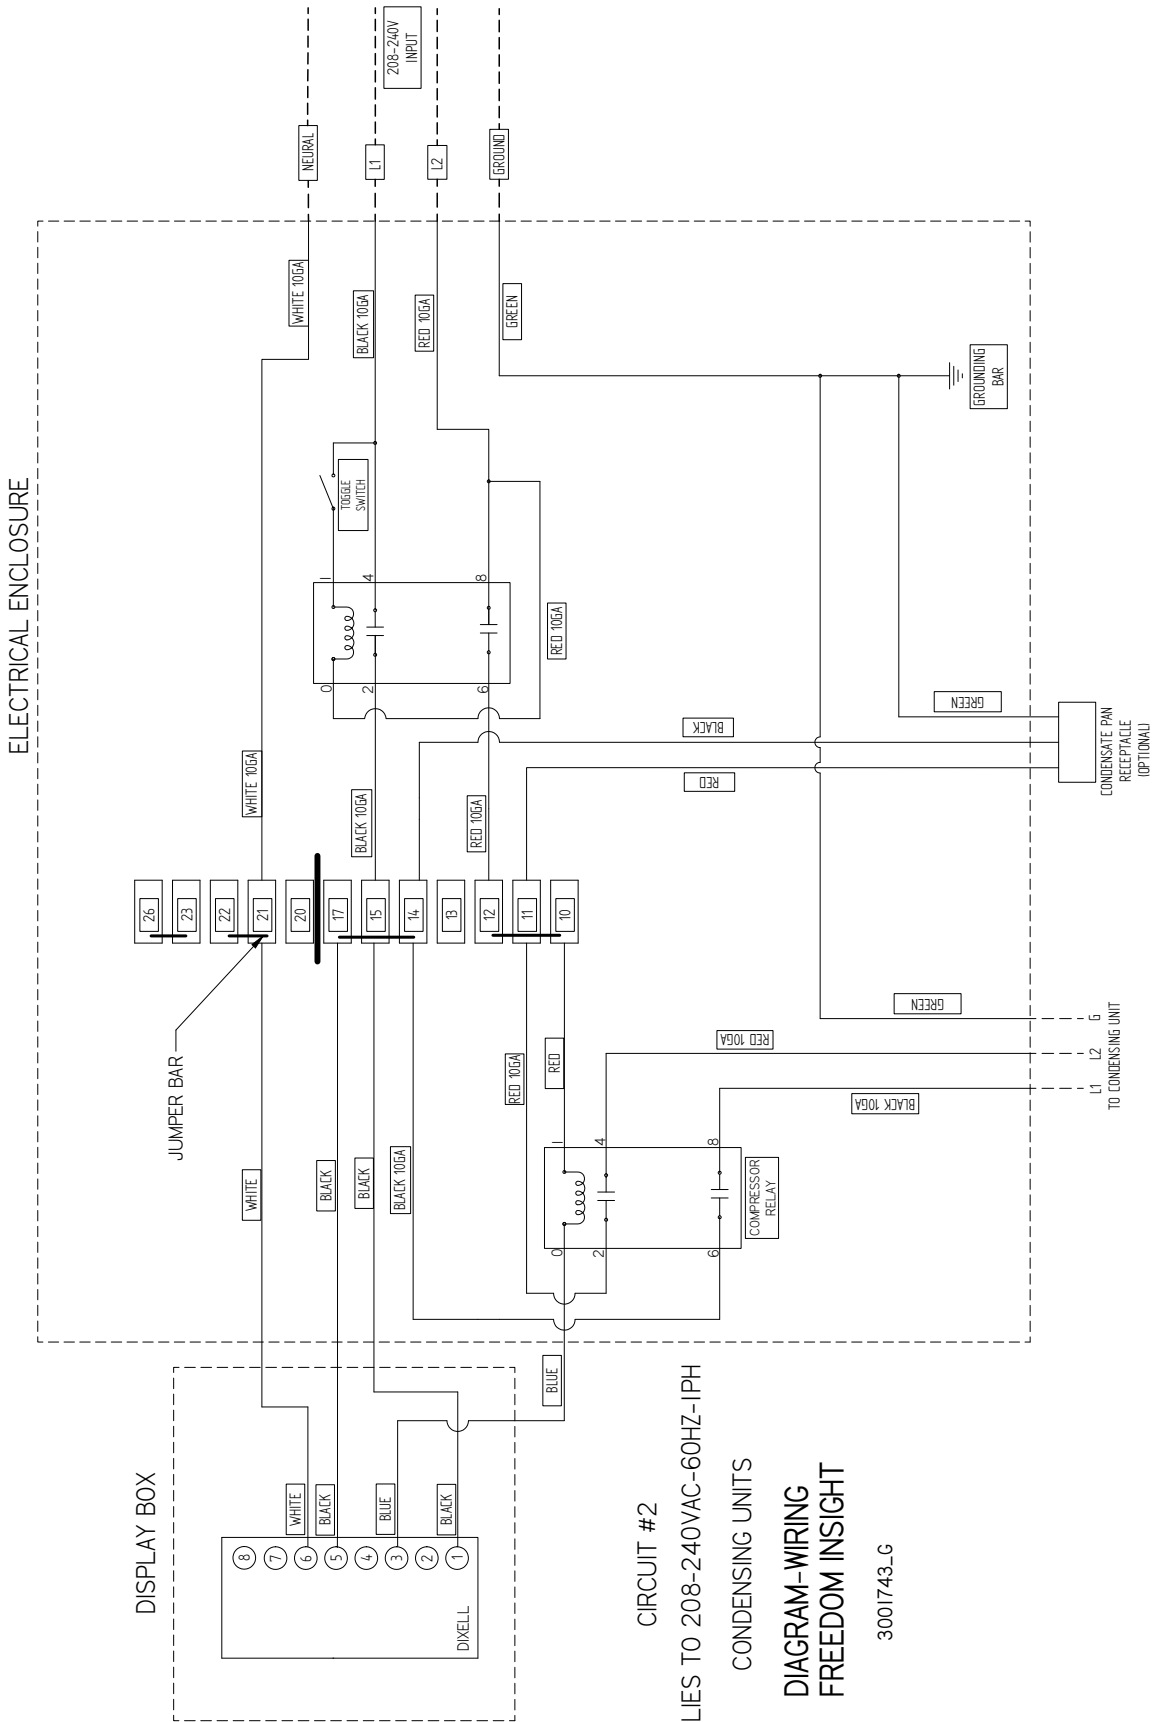 ELECTRICAL ENCLOSURE
NEURAL
L1
208-240V
INPUT
L2
GROUND
WHITE 10GA
BLACK 10GA
RED 10GA
GREEN
GROUNDING
BAR
TOGGLE
SWITCH
1
4
8
0
2
6
RED 10GA
WHITE 10GA
BLACK 10GA
RED 10GA
BLACK
RED
GREEN
CONDENSATE PAN
RECEPTACLE
(OPTIONAL)
26
23
22
21
20
17
15
14
13
12
11
10
JUMPER BAR
WHITE
BLACK
BLACK
BLACK 10GA
RED 10GA
RED
GREEN
RED 10GA
BLACK 10GA
G
L2
L1
TO CONDENSING UNIT
1
4
8
0
2
6
COMPRESSOR
RELAY
BLUE
DISPLAY BOX
WHITE
BLACK
BLUE
BLACK
8
7
6
5
4
3
2
1
DIXELL
CIRCUIT #2
LIES TO 208-240VAC-60HZ-1PH
CONDENSING UNITS
DIAGRAM-WIRING
FREEDOM INSIGHT
3001743_G